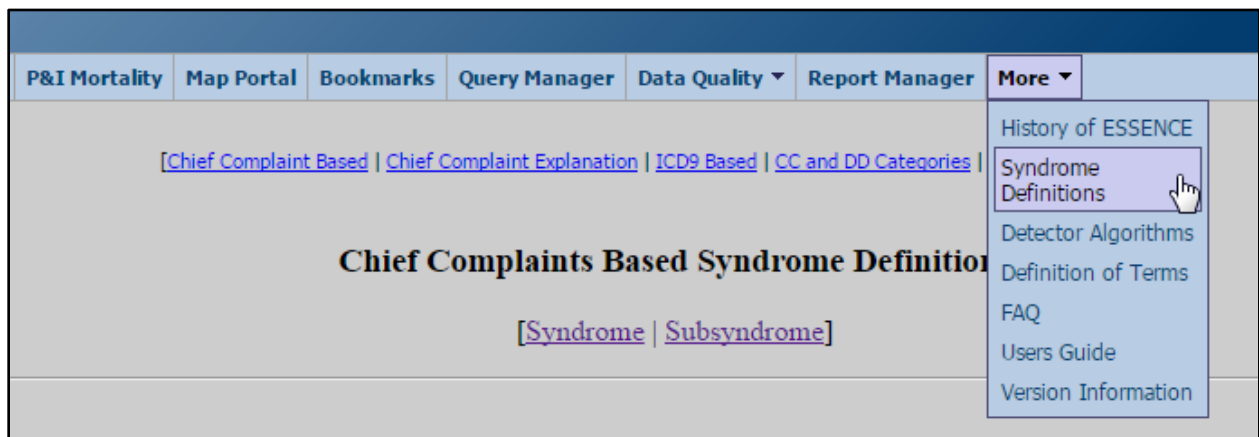 P&I Mortality Map Portal Bookmarks Query Manager Data Quality ▼ Report Manager More ▼
[Chief Complaint Based | Chief Complaint Explanation | ICD9 Based | CC and DD Categories |
Chief Complaints Based Syndrome Definition
[Syndrome | Subsyndrome]
History of ESSENCE
Syndrome
Definitions
Detector Algorithms
Definition of Terms
FAQ
Users Guide
Version Information